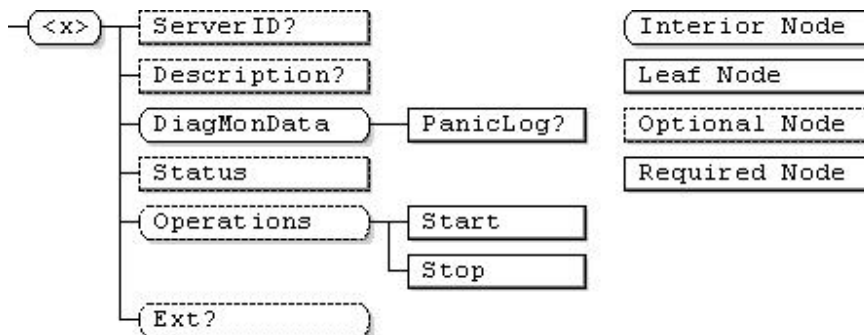 <x>
ServerID?
Description?
DiagMonData
PanicLog?
Status
Operations
Start
Stop
Ext?
Interior Node
Leaf Node
Optional Node
Required Node